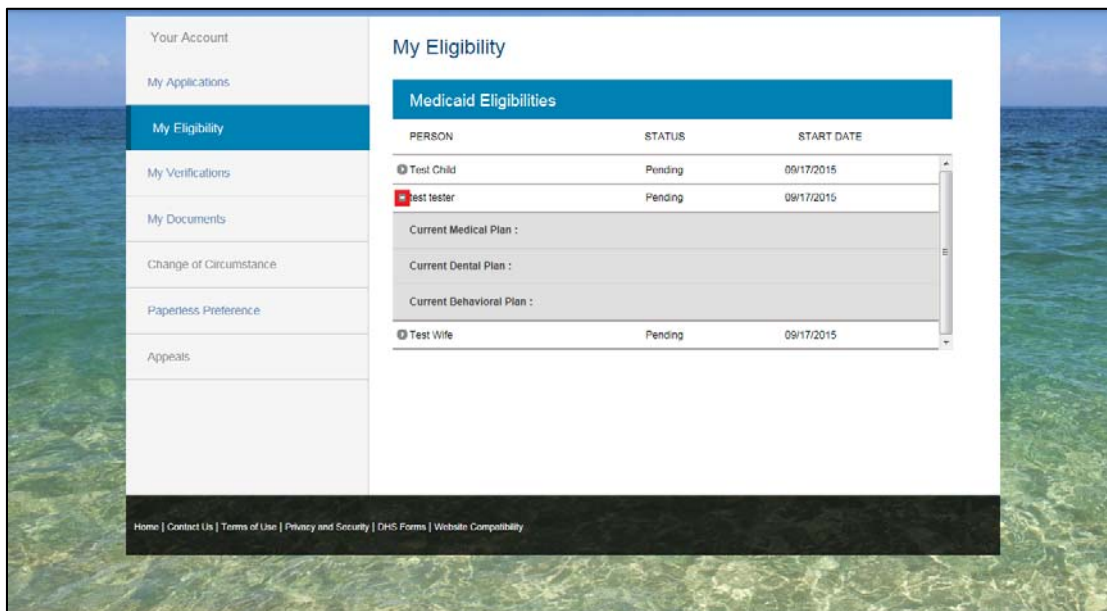 Your Account
My Applications
My Eligibility
My Verifications
My Documents
Change of Circumstance
Paperless Preference
Appeals
My Eligibility
Medicaid Eligibilities
PERSON STATUS START DATE
Test Child Pending 09/17/2015
test tester Pending 09/17/2015
Current Medical Plan :
Current Dental Plan :
Current Behavioral Plan :
Test Wife Pending 09/17/2015
Home | Contact Us | Terms of Use | Privacy and Security | DHS Forms | Website Compatibility